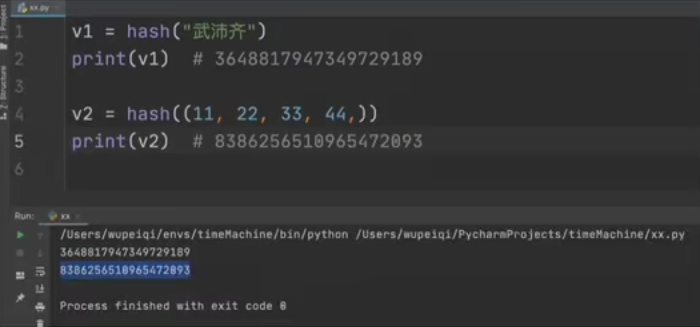 xx.py
1: Project
Z: Structure
1 v1 = hash("武沛齐")
2 print(v1) # 3648817947349729189
3
4 v2 = hash((11, 22, 33, 44,))
5 print(v2) # 8386256510965472093
6
Run: xx
/Users/wupeiqi/envs/timeMachine/bin/python /Users/wupeiqi/PycharmProjects/timeMachine/xx.py
3648817947349729189
8386256510965472093
Process finished with exit code 0